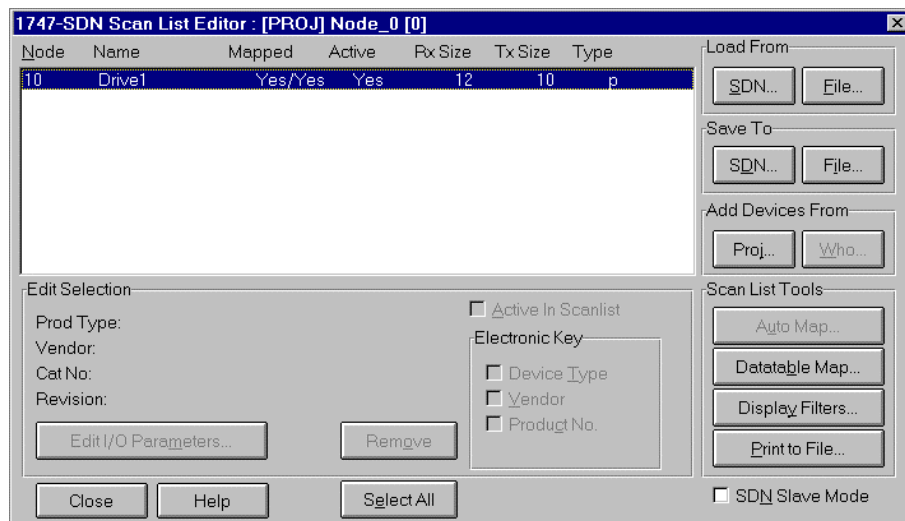 1747-SDN Scan List Editor : [PROJ] Node_0 [0]
Node Name Mapped Active Rx Size Tx Size Type
10 Drive1 Yes/Yes Yes 12 10 p
Load From
SDN... File...
Save To
SDN... File...
Add Devices From
Proj... Who...
Edit Selection
Prod Type:
Vendor:
Cat No:
Revision:
Edit I/O Parameters...
Remove
Active In Scanlist
Electronic Key
Device Type
Vendor
Product No.
Scan List Tools
Auto Map...
Datatable Map...
Display Filters...
Print to File...
Close Help Select All
SDN Slave Mode